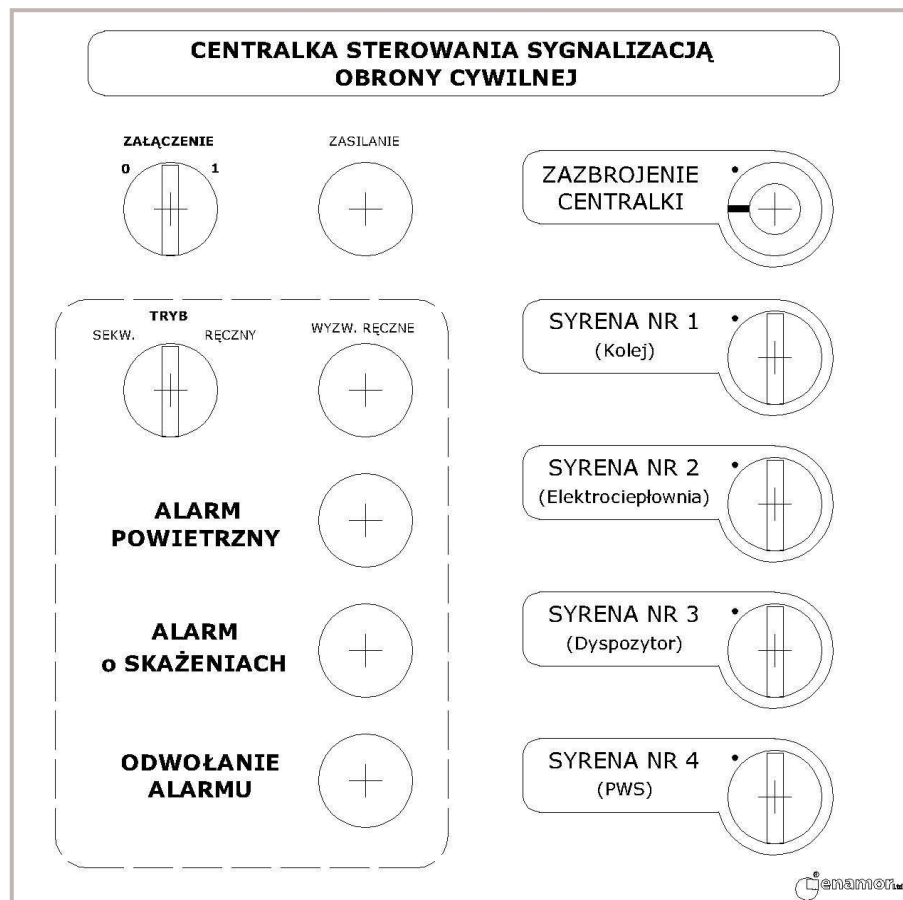 CENTRALKA STEROWANIA SYGNALIZACJĄ
OBRONY CYWILNEJ
ZAŁĄCZENIE
0 1
ZASILANIE
ZAZBROJENIE
CENTRALKI
TRYB
SEKW. RĘCZNY
WYZW. RĘCZNE
ALARM
POWIETRZNY
ALARM
o SKAŻENIACH
ODWOŁANIE
ALARMU
SYRENA NR 1
(Kolej)
SYRENA NR 2
(Elektrociepłownia)
SYRENA NR 3
(Dyspozytor)
SYRENA NR 4
(PWS)
® enamor Ltd